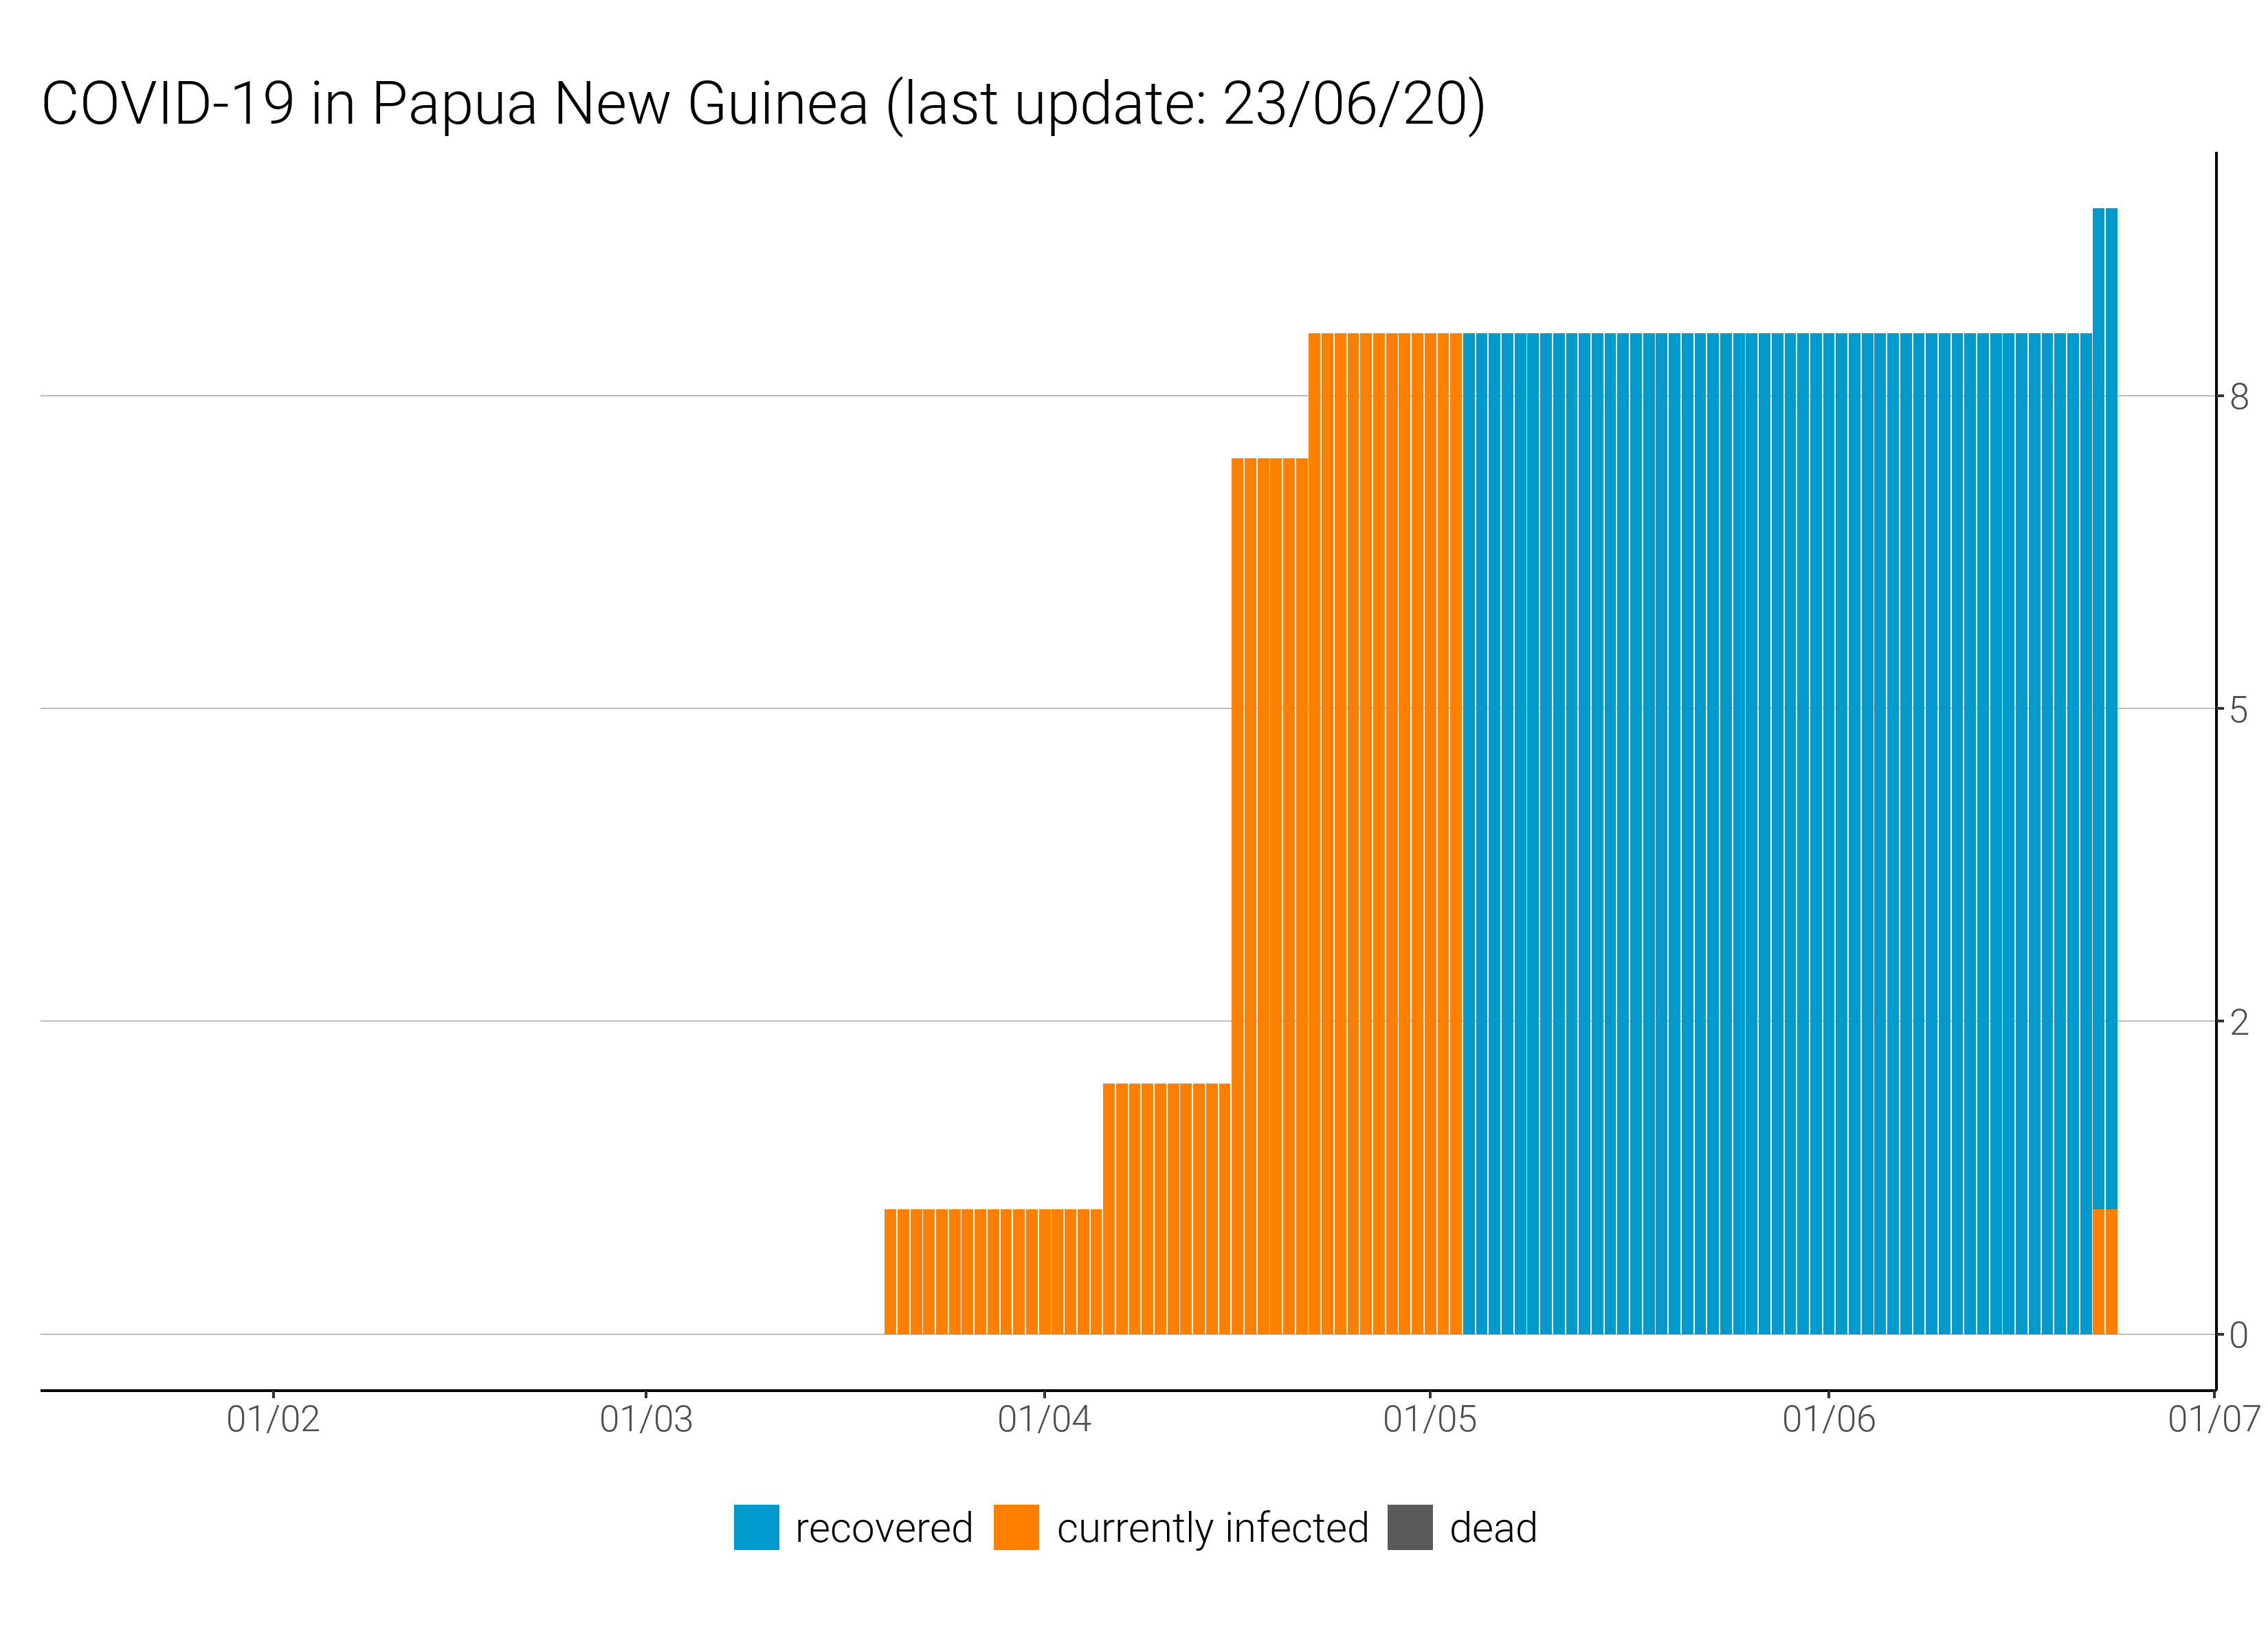 COVID-19 in Papua New Guinea (last update: 23/06/20)
8
5
2
0
01/02 01/03 01/04 01/05 01/06 01/07
recovered currently infected dead